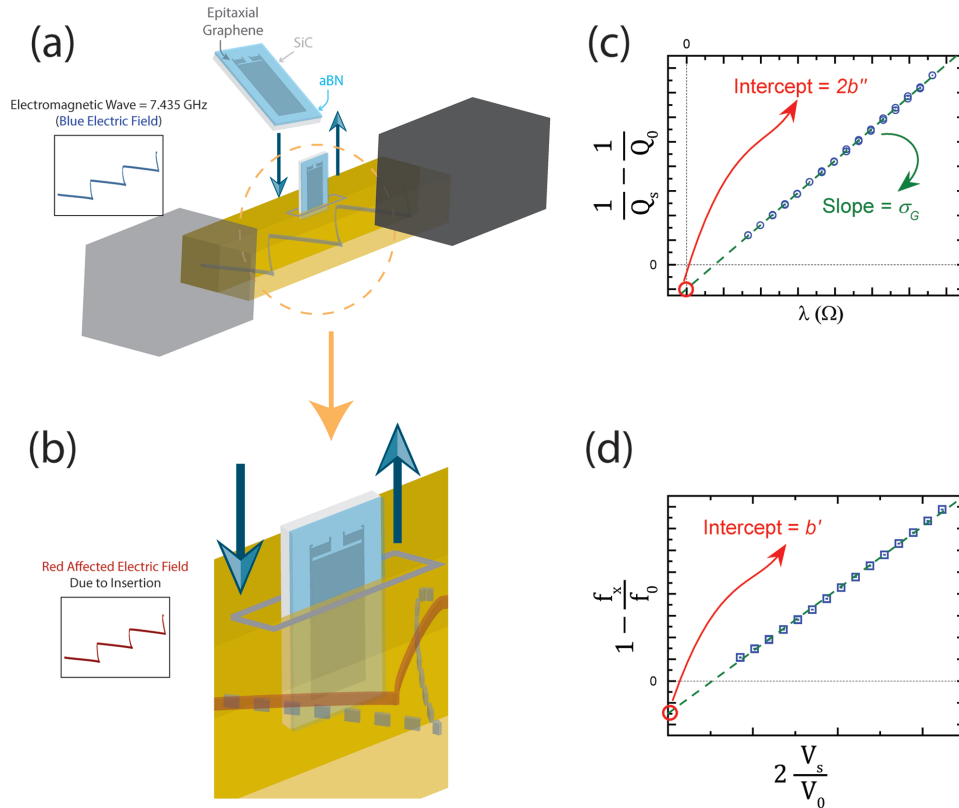 (a)
Epitaxial
Graphene
SiC
aBN
Electromagnetic Wave = 7.435 GHz
(Blue Electric Field)
(b)
Red Affected Electric Field
Due to Insertion
(c)
0
Intercept = 2b''
1/Q_s − 1/Q_0
Slope = σ_G
0
λ (Ω)
(d)
Intercept = b'
1 − f_x/f_0
0
2 V_s/V_0